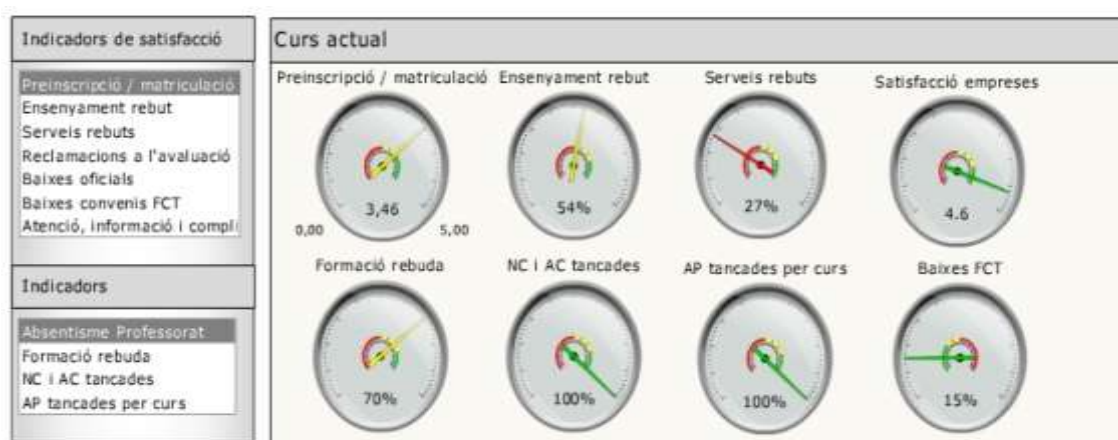 Indicadors de satisfacció
Preinscripció / matriculació
Ensenyament rebut
Serveis rebuts
Reclamacions a l'avaluació
Baixes oficials
Baixes convenis FCT
Atenció, informació i compli
Indicadors
Absentisme Professorat
Formació rebuda
NC i AC tancades
AP tancades per curs
Curs actual
Preinscripció / matriculació Ensenyament rebut Serveis rebuts Satisfacció empreses
3,46 54% 27% 4.6
0,00 5,00
Formació rebuda NC i AC tancades AP tancades per curs Baixes FCT
70% 100% 100% 15%